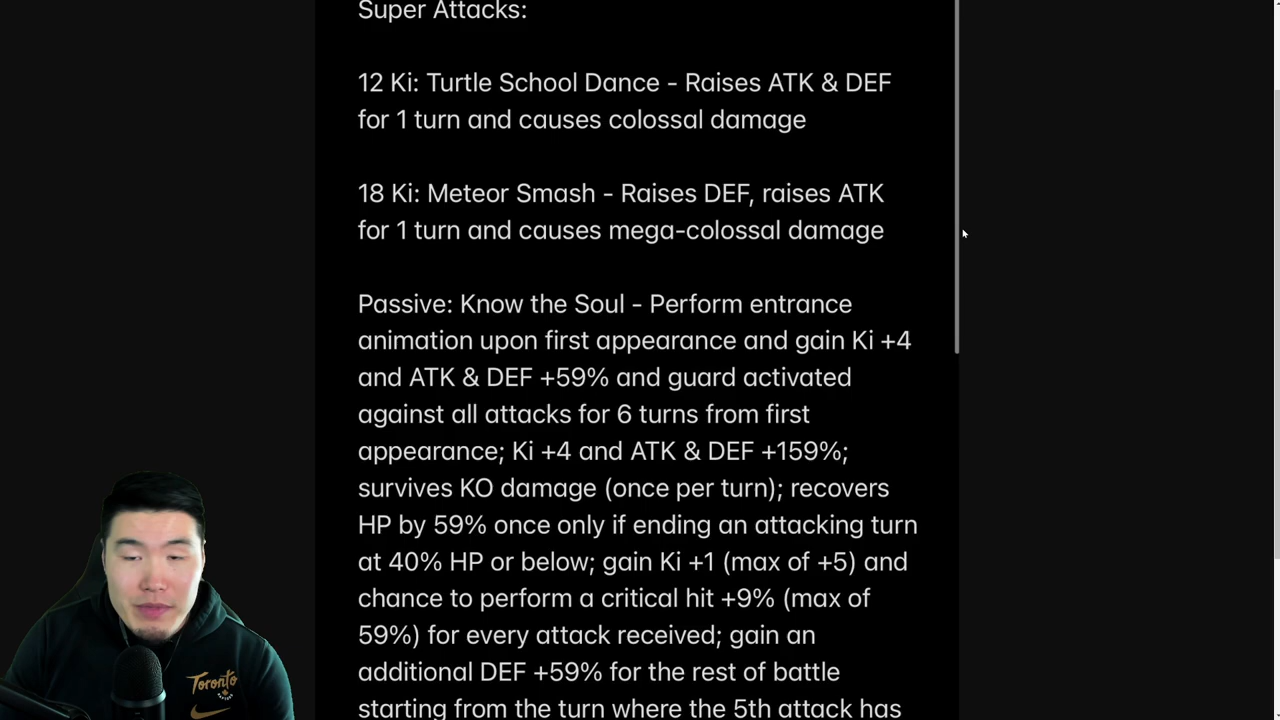 Super Attacks:
12 Ki: Turtle School Dance - Raises ATK & DEF
for 1 turn and causes colossal damage
18 Ki: Meteor Smash - Raises DEF, raises ATK
for 1 turn and causes mega-colossal damage
Passive: Know the Soul - Perform entrance
animation upon first appearance and gain Ki +4
and ATK & DEF +59% and guard activated
against all attacks for 6 turns from first
appearance; Ki +4 and ATK & DEF +159%;
survives KO damage (once per turn); recovers
HP by 59% once only if ending an attacking turn
at 40% HP or below; gain Ki +1 (max of +5) and
chance to perform a critical hit +9% (max of
59%) for every attack received; gain an
additional DEF +59% for the rest of battle
starting from the turn where the 5th attack has
Toronto